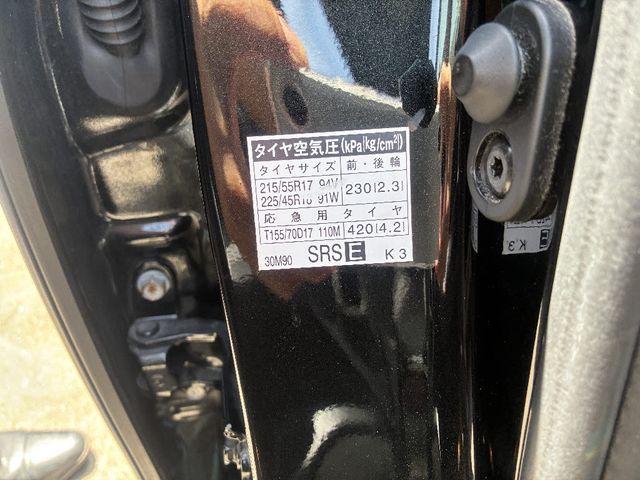 タイヤ空気圧(kPa(kg/cm²))
タイヤサイズ 前・後輪
215/55R17 94V 230(2.3)
225/45R18 91W
応急用タイヤ
T155/70D17 110M 420(4.2)
30M90 SRS E K3
K3 E